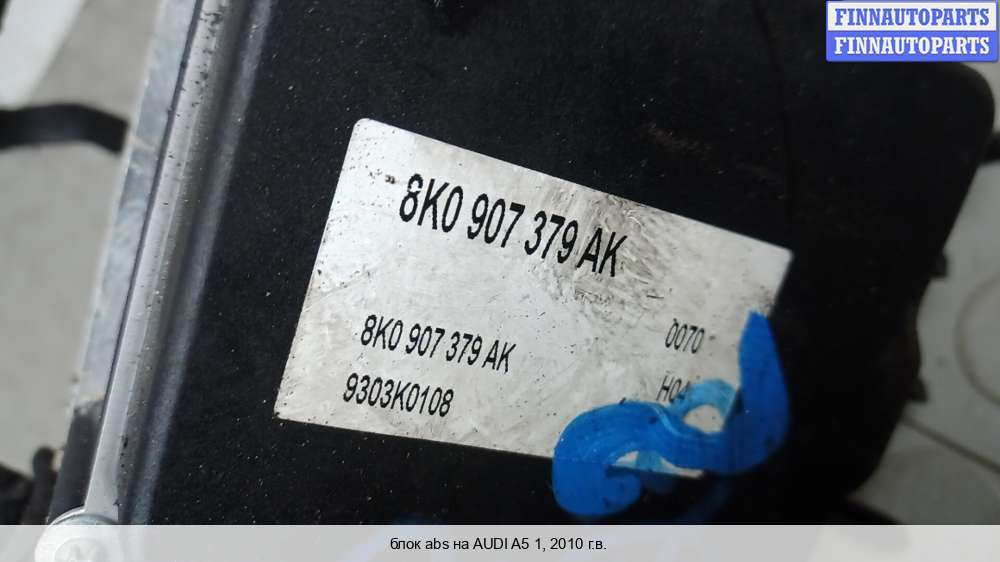 FINNAUTOPARTS
FINNAUTOPARTS
8K0 907 379 AK
8K0 907 379 AK 0070
9303K0108 H04
блок abs на AUDI A5 1, 2010 г.в.